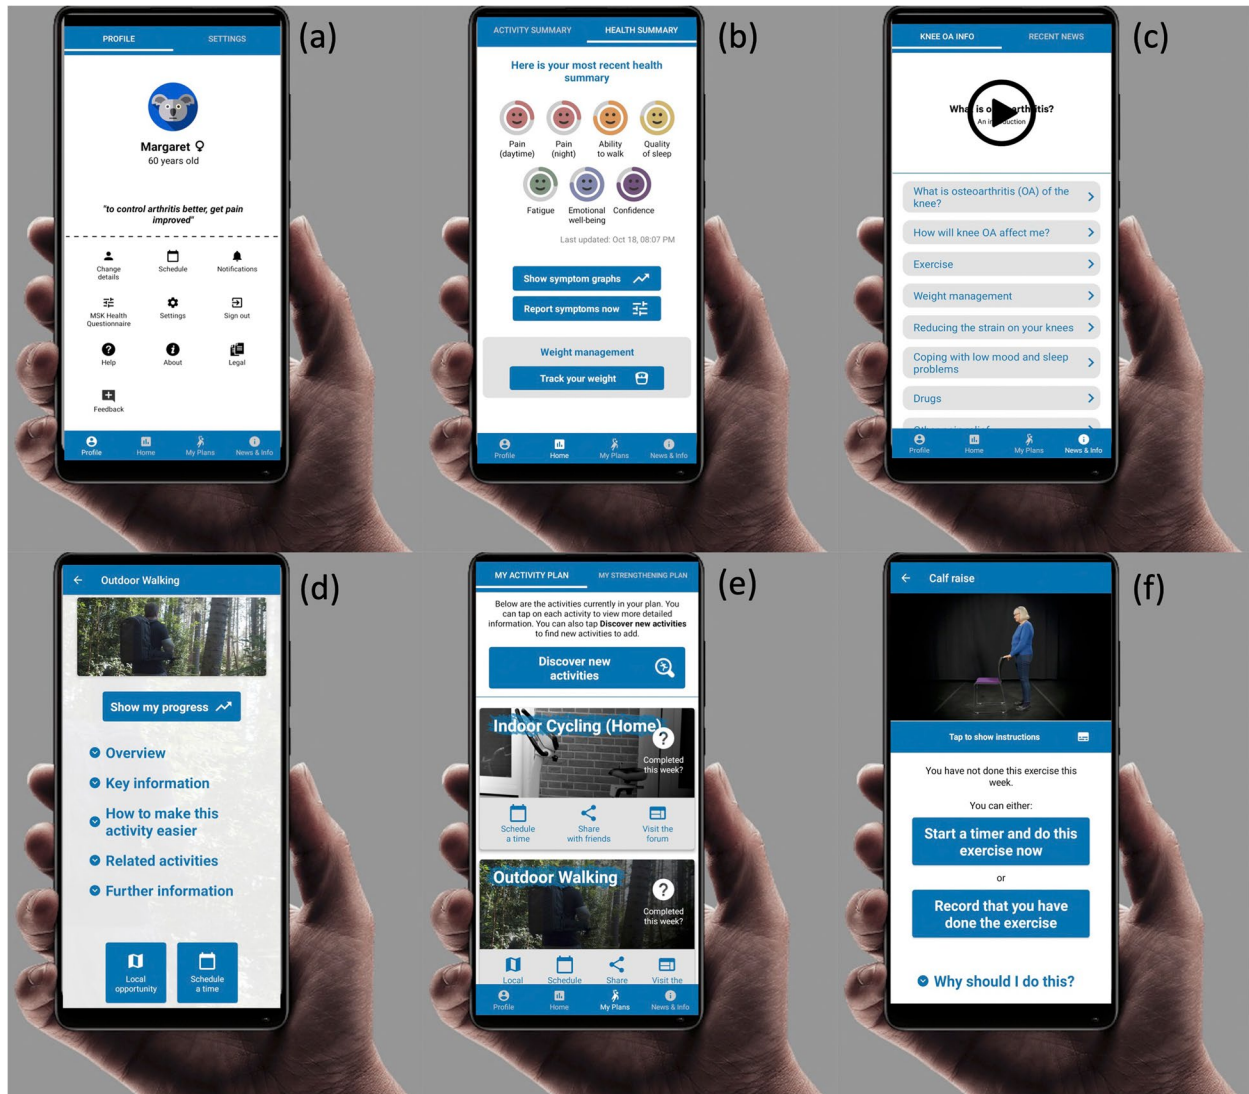 PROFILE
SETTINGS
(a)
Margaret ♀
60 years old
"to control arthritis better, get pain
improved"
Change
details
Schedule
Notifications
MSK Health
Questionnaire
Settings
Sign out
Help
About
Legal
Feedback
Profile
Home
My Plans
News & Info
ACTIVITY SUMMARY
HEALTH SUMMARY
(b)
Here is your most recent health
summary
Pain
(daytime)
Pain
(night)
Ability
to walk
Quality
of sleep
Fatigue
Emotional
well-being
Confidence
Last updated: Oct 18, 08:07 PM
Show symptom graphs
Report symptoms now
Weight management
Track your weight
Profile
Home
My Plans
News & Info
KNEE OA INFO
RECENT NEWS
(c)
What is osteoarthritis?
An introduction
What is osteoarthritis (OA) of the
knee?
How will knee OA affect me?
Exercise
Weight management
Reducing the strain on your knees
Coping with low mood and sleep
problems
Drugs
Profile
Home
My Plans
News & Info
Outdoor Walking
(d)
Show my progress
Overview
Key information
How to make this
activity easier
Related activities
Further information
Local
opportunity
Schedule
a time
MY ACTIVITY PLAN
MY STRENGTHENING PLAN
(e)
Below are the activities currently in your plan. You
can tap on each activity to view more detailed
information. You can also tap Discover new activities
to find new activities to add.
Discover new
activities
Indoor Cycling (Home)
Completed
this week?
Schedule
a time
Share
with friends
Visit the
forum
Outdoor Walking
Completed
this week?
Local
Schedule
Share
Visit the
Profile
Home
My Plans
News & Info
Calf raise
(f)
Tap to show instructions
You have not done this exercise this
week.
You can either:
Start a timer and do this
exercise now
or
Record that you have
done the exercise
Why should I do this?